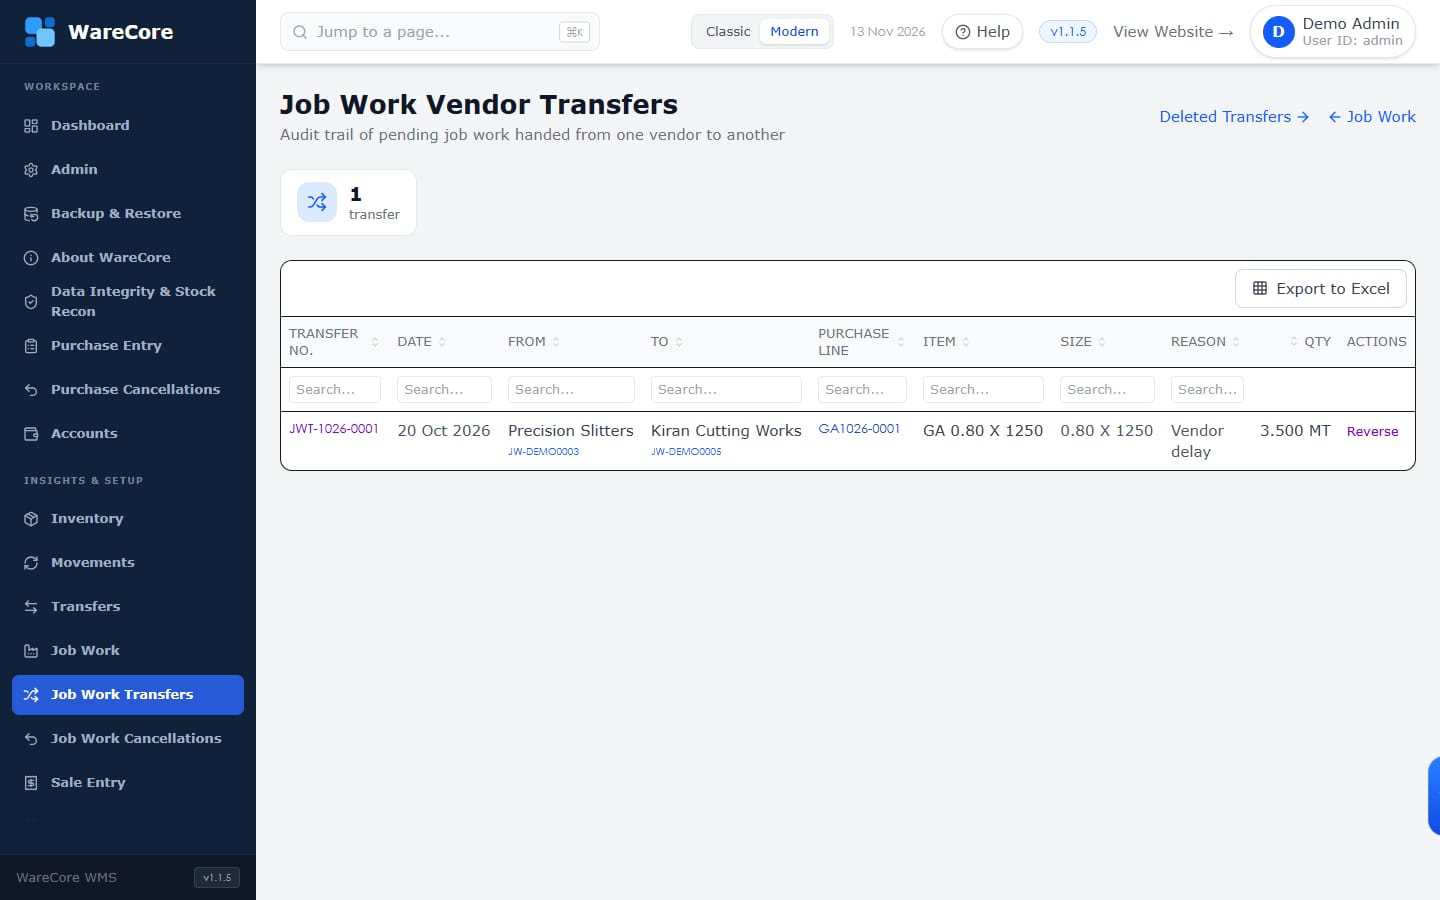 WareCore
Jump to a page...
⌘K
Classic
Modern
13 Nov 2026
Help
v1.1.5
View Website →
D
Demo Admin
User ID: admin
WORKSPACE
Dashboard
Admin
Backup & Restore
About WareCore
Data Integrity & Stock
Recon
Purchase Entry
Purchase Cancellations
Accounts
INSIGHTS & SETUP
Inventory
Movements
Transfers
Job Work
Job Work Transfers
Job Work Cancellations
Sale Entry
WareCore WMS
v1.1.5
Job Work Vendor Transfers
Audit trail of pending job work handed from one vendor to another
Deleted Transfers →
← Job Work
1
transfer
Export to Excel
TRANSFER
NO.
DATE
FROM
TO
PURCHASE
LINE
ITEM
SIZE
REASON
QTY
ACTIONS
Search...
Search...
Search...
Search...
Search...
Search...
Search...
Search...
JWT-1026-0001
20 Oct 2026
Precision Slitters
JW-DEMO0003
Kiran Cutting Works
JW-DEMO0005
GA1026-0001
GA 0.80 X 1250
0.80 X 1250
Vendor
delay
3.500 MT
Reverse